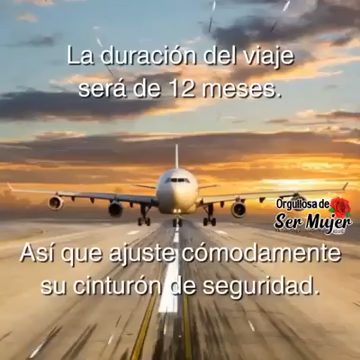 La duración del viaje
será de 12 meses.
Orgullosa de
Ser Mujer
Así que ajuste cómodamente
su cinturón de seguridad.